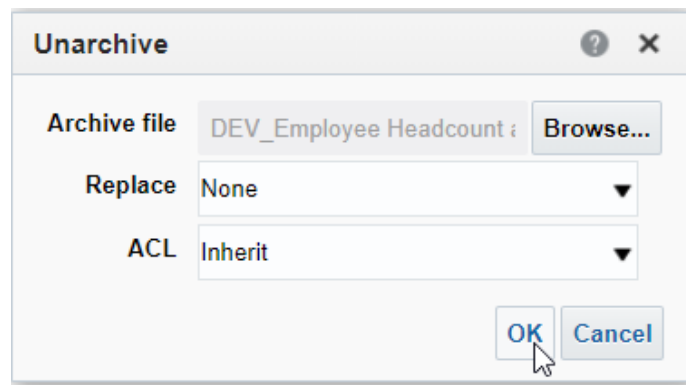 Unarchive
Archive file DEV_Employee Headcount a Browse...
Replace None
ACL Inherit
OK Cancel